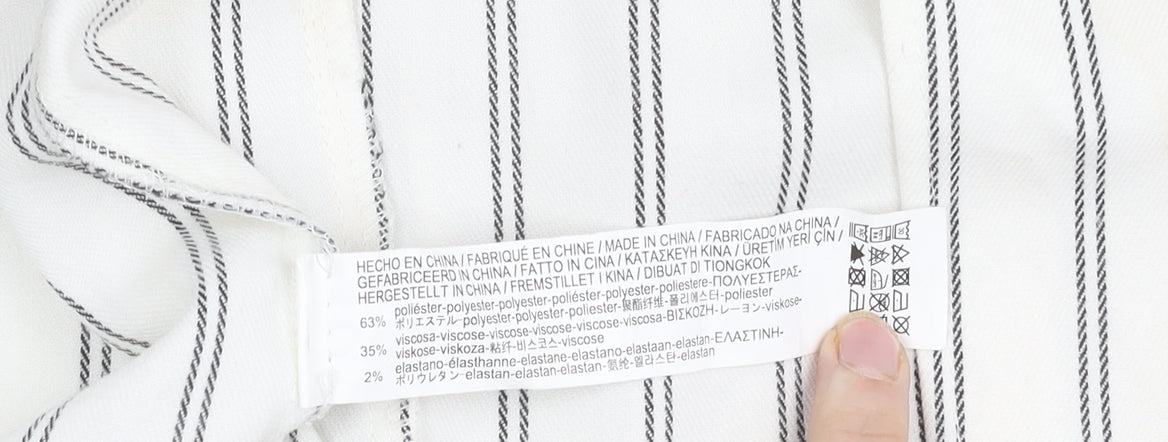 HECHO EN CHINA / FABRIQUÉ EN CHINE / MADE IN CHINA / FABRICADO NA CHINA /
GEFABRICEERD IN CHINA / FATTO IN CINA / ΚΑΤΑΣΚΕΥΗ ΚΙΝΑ / ÜRETİM YERİ ÇİN /
HERGESTELLT IN CHINA / FREMSTILLET I KINA / DIBUAT DI TIONGKOK
63% poliéster-polyester-polyester-poliéster-polyester-poliestere-ΠΟΛΥΕΣΤΕΡΑΣ-
ポリエステル-polyester-polyester-poliester-聚酯纤维-폴리에스터-poliester
35% viscosa-viscose-viscose-viscose-viscose-viscosa-ΒΙΣΚΟΖΗ-レーヨン-viskose-
viskose-viskoza-粘纤-비스코스-viscose
2% elastano-élasthanne-elastane-elastano-elastaan-elastan-ΕΛΑΣΤΙΝΗ-
ポリウレタン-elastan-elastan-elastan-氨纶-엘라스탄-elastan